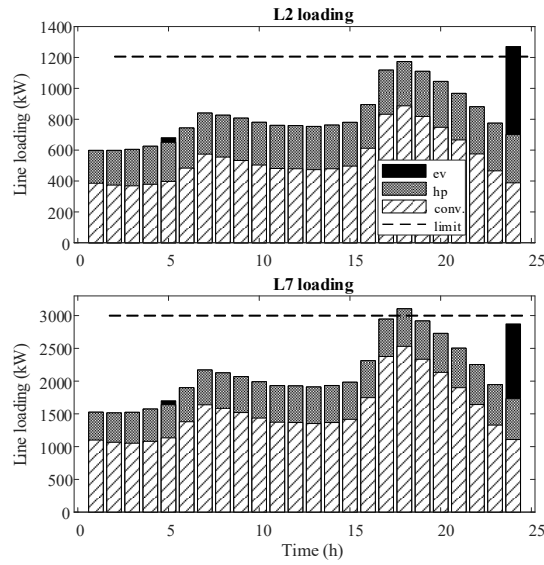 L2 loading
1400
1200
1000
800
600
400
200
0
Line loading (kW)
ev
hp
conv.
limit
0 5 10 15 20 25
L7 loading
3000
2500
2000
1500
1000
500
0
Line loading (kW)
0 5 10 15 20 25
Time (h)